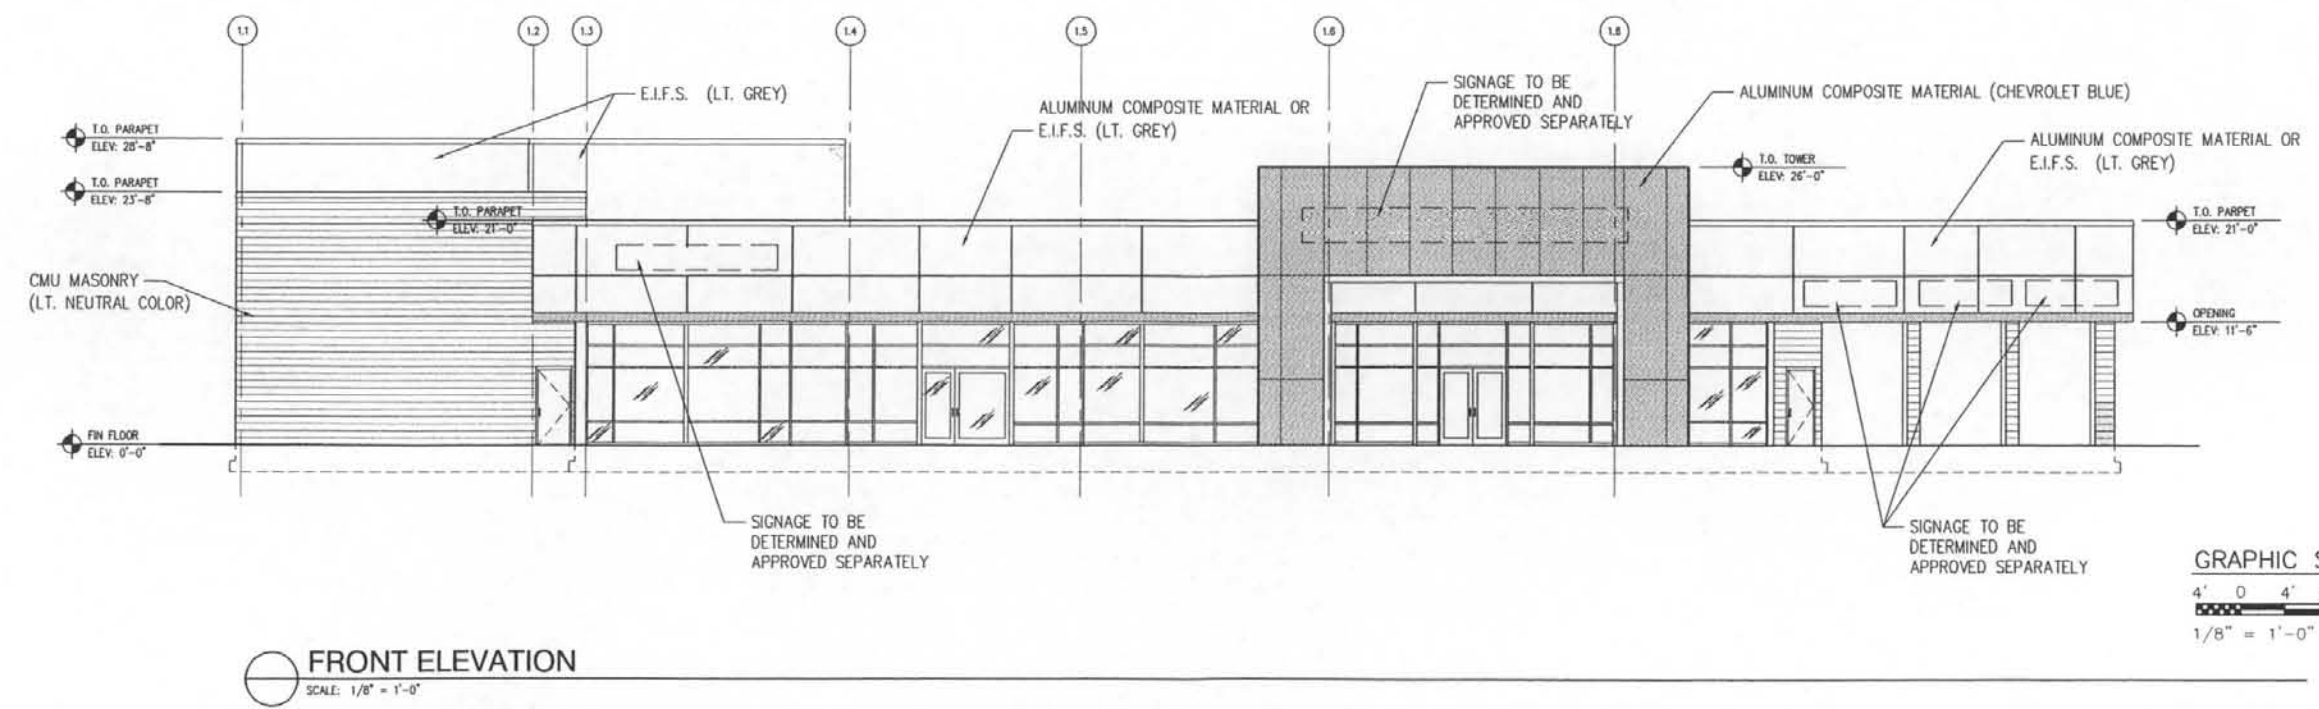 1.1
1.2
1.3
1.4
1.5
1.6
1.8
E.I.F.S. (LT. GREY)
ALUMINUM COMPOSITE MATERIAL OR
E.I.F.S. (LT. GREY)
SIGNAGE TO BE
DETERMINED AND
APPROVED SEPARATELY
ALUMINUM COMPOSITE MATERIAL (CHEVROLET BLUE)
ALUMINUM COMPOSITE MATERIAL OR
E.I.F.S. (LT. GREY)
T.O. PARAPET
ELEV: 28'-8"
T.O. PARAPET
ELEV: 23'-8"
T.O. PARAPET
ELEV: 21'-0"
T.O. TOWER
ELEV: 26'-0"
T.O. PARPET
ELEV: 21'-0"
CMU MASONRY
(LT. NEUTRAL COLOR)
OPENING
ELEV: 11'-6"
FIN FLOOR
ELEV: 0'-0"
SIGNAGE TO BE
DETERMINED AND
APPROVED SEPARATELY
SIGNAGE TO BE
DETERMINED AND
APPROVED SEPARATELY
GRAPHIC S
4' 0 4'
1/8" = 1'-0"
FRONT ELEVATION
SCALE: 1/8" = 1'-0"